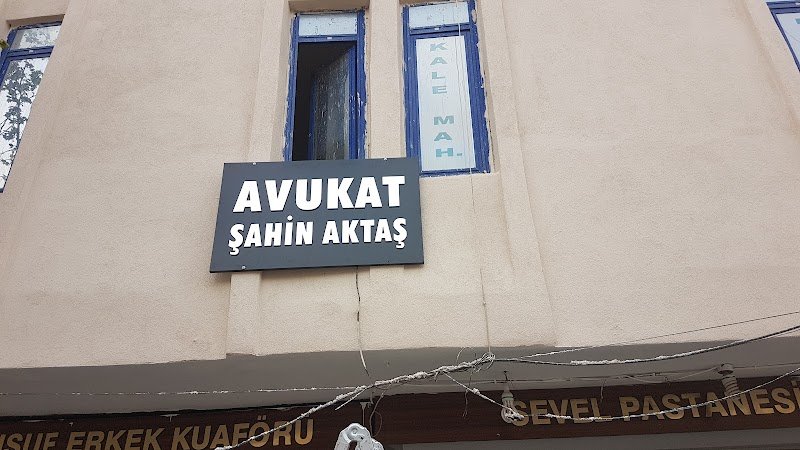 KALE MAH.
AVUKAT
ŞAHİN AKTAŞ
ERKEK KUAFÖRÜ
SEVEL PASTANESİ